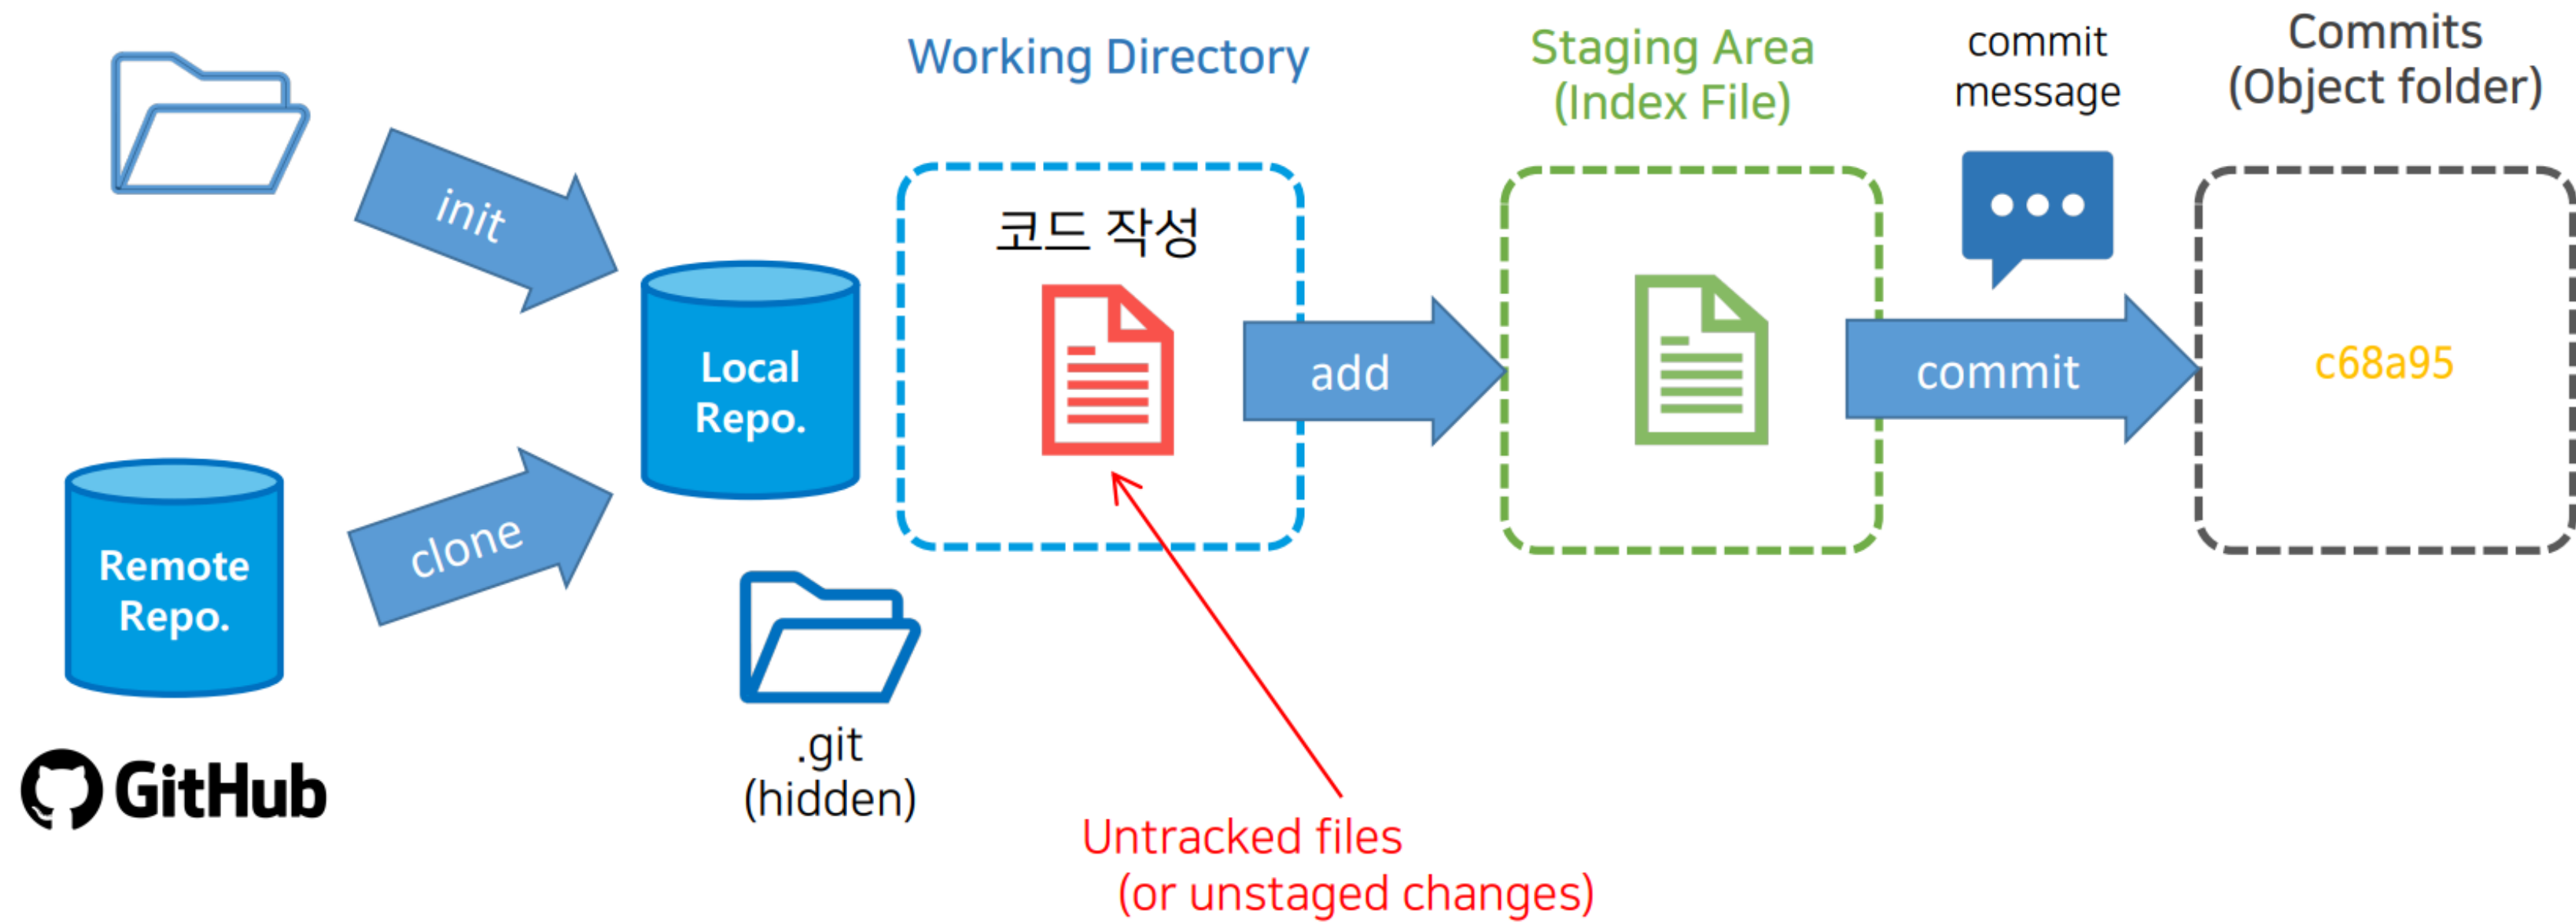 init
Remote
Repo.
GitHub
clone
Local
Repo.
.git
(hidden)
Working Directory
코드 작성
Untracked files
(or unstaged changes)
add
Staging Area
(Index File)
commit
message
commit
Commits
(Object folder)
c68a95